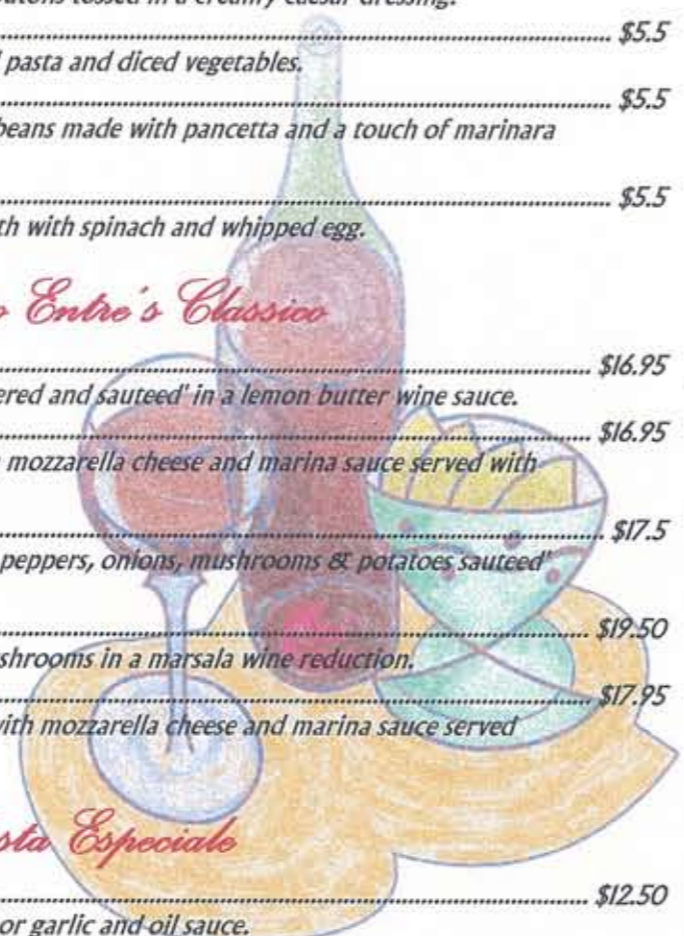 croutons tossed in a creamy caesar dressing.
$5.5
pasta and diced vegetables.
$5.5
beans made with pancetta and a touch of marinara
$5.5
with spinach and whipped egg.
Entre's Classico
$16.95
ered and sauteed' in a lemon butter wine sauce.
$16.95
mozzarella cheese and marina sauce served with
$17.5
peppers, onions, mushrooms & potatoes sauteed"
$19.50
shrooms in a marsala wine reduction.
$17.95
with mozzarella cheese and marina sauce served
sta Especiale
$12.50
or garlic and oil sauce.